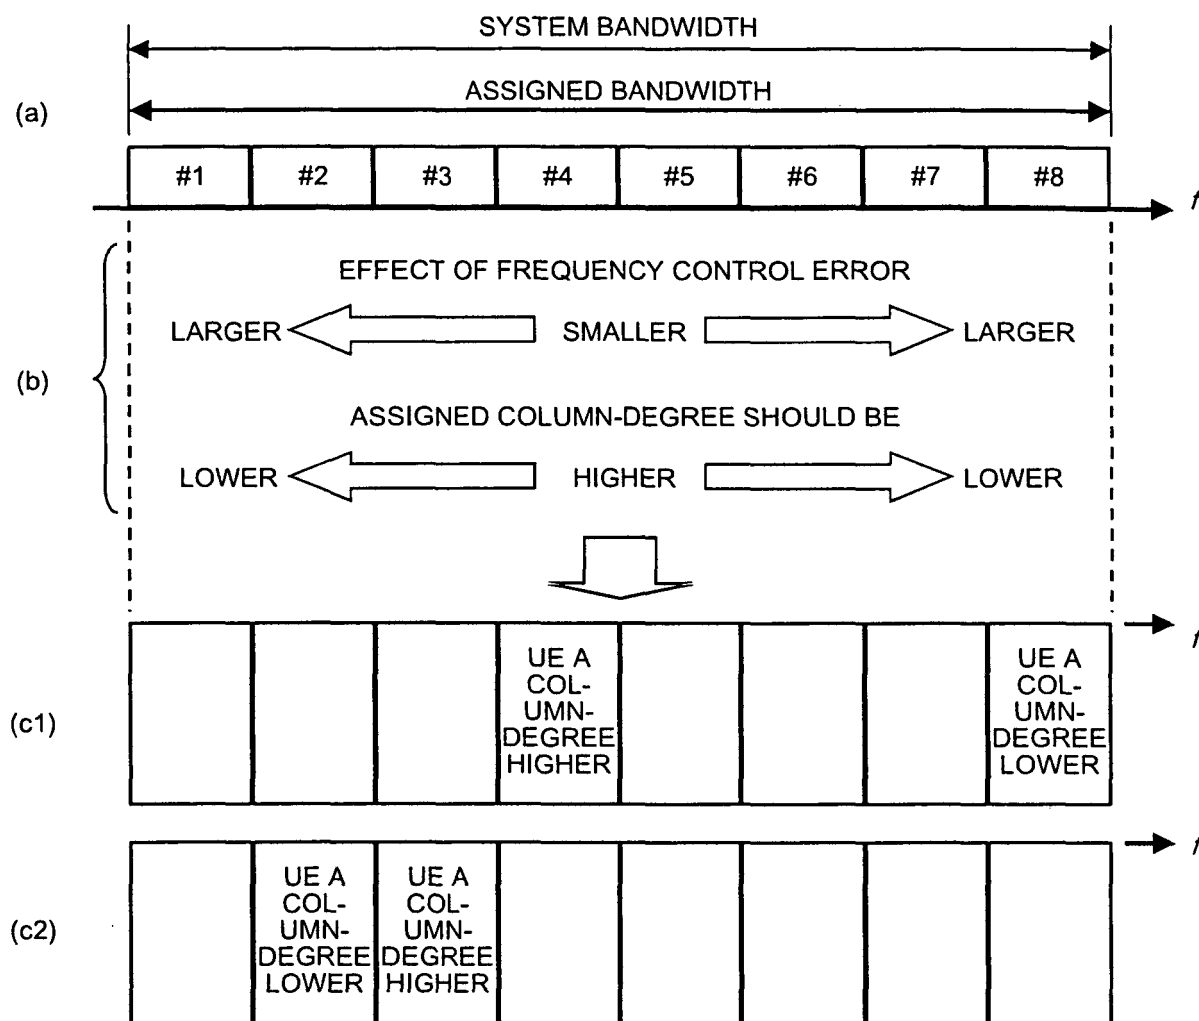 SYSTEM BANDWIDTH
ASSIGNED BANDWIDTH
(a)
#1 #2 #3 #4 #5 #6 #7 #8
f
EFFECT OF FREQUENCY CONTROL ERROR
LARGER SMALLER LARGER
(b)
ASSIGNED COLUMN-DEGREE SHOULD BE
LOWER HIGHER LOWER
f
(c1)
UE A
COL-
UMN-
DEGREE
HIGHER
UE A
COL-
UMN-
DEGREE
LOWER
f
(c2)
UE A
COL-
UMN-
DEGREE
LOWER
UE A
COL-
UMN-
DEGREE
HIGHER